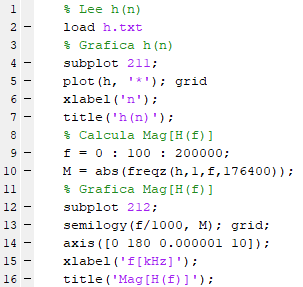 1 % Lee h(n)
2 - load h.txt
3 % Grafica h(n)
4 - subplot 211;
5 - plot(h, '*'); grid
6 - xlabel('n');
7 - title('h(n)');
8 % Calcula Mag[H(f)]
9 - f = 0 : 100 : 200000;
10 - M = abs(freqz(h,1,f,176400));
11 % Grafica Mag[H(f)]
12 - subplot 212;
13 - semilogy(f/1000, M); grid;
14 - axis([0 180 0.000001 10]);
15 - xlabel('f[kHz]');
16 - title('Mag[H(f)]');